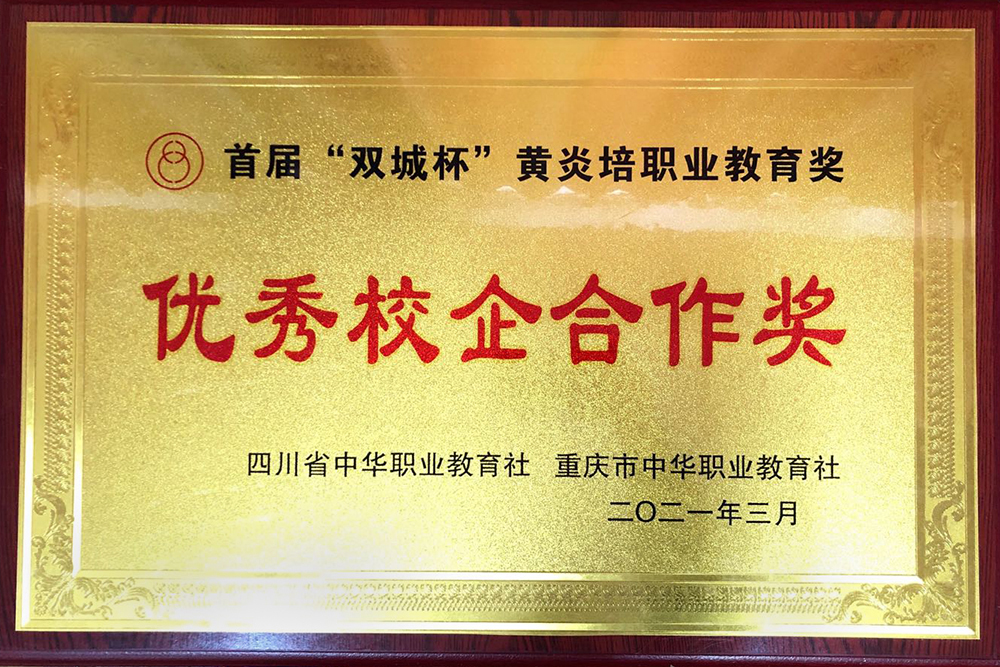 首届“双城杯”黄炎培职业教育奖
优秀校企合作奖
四川省中华职业教育社 重庆市中华职业教育社
二〇二一年三月